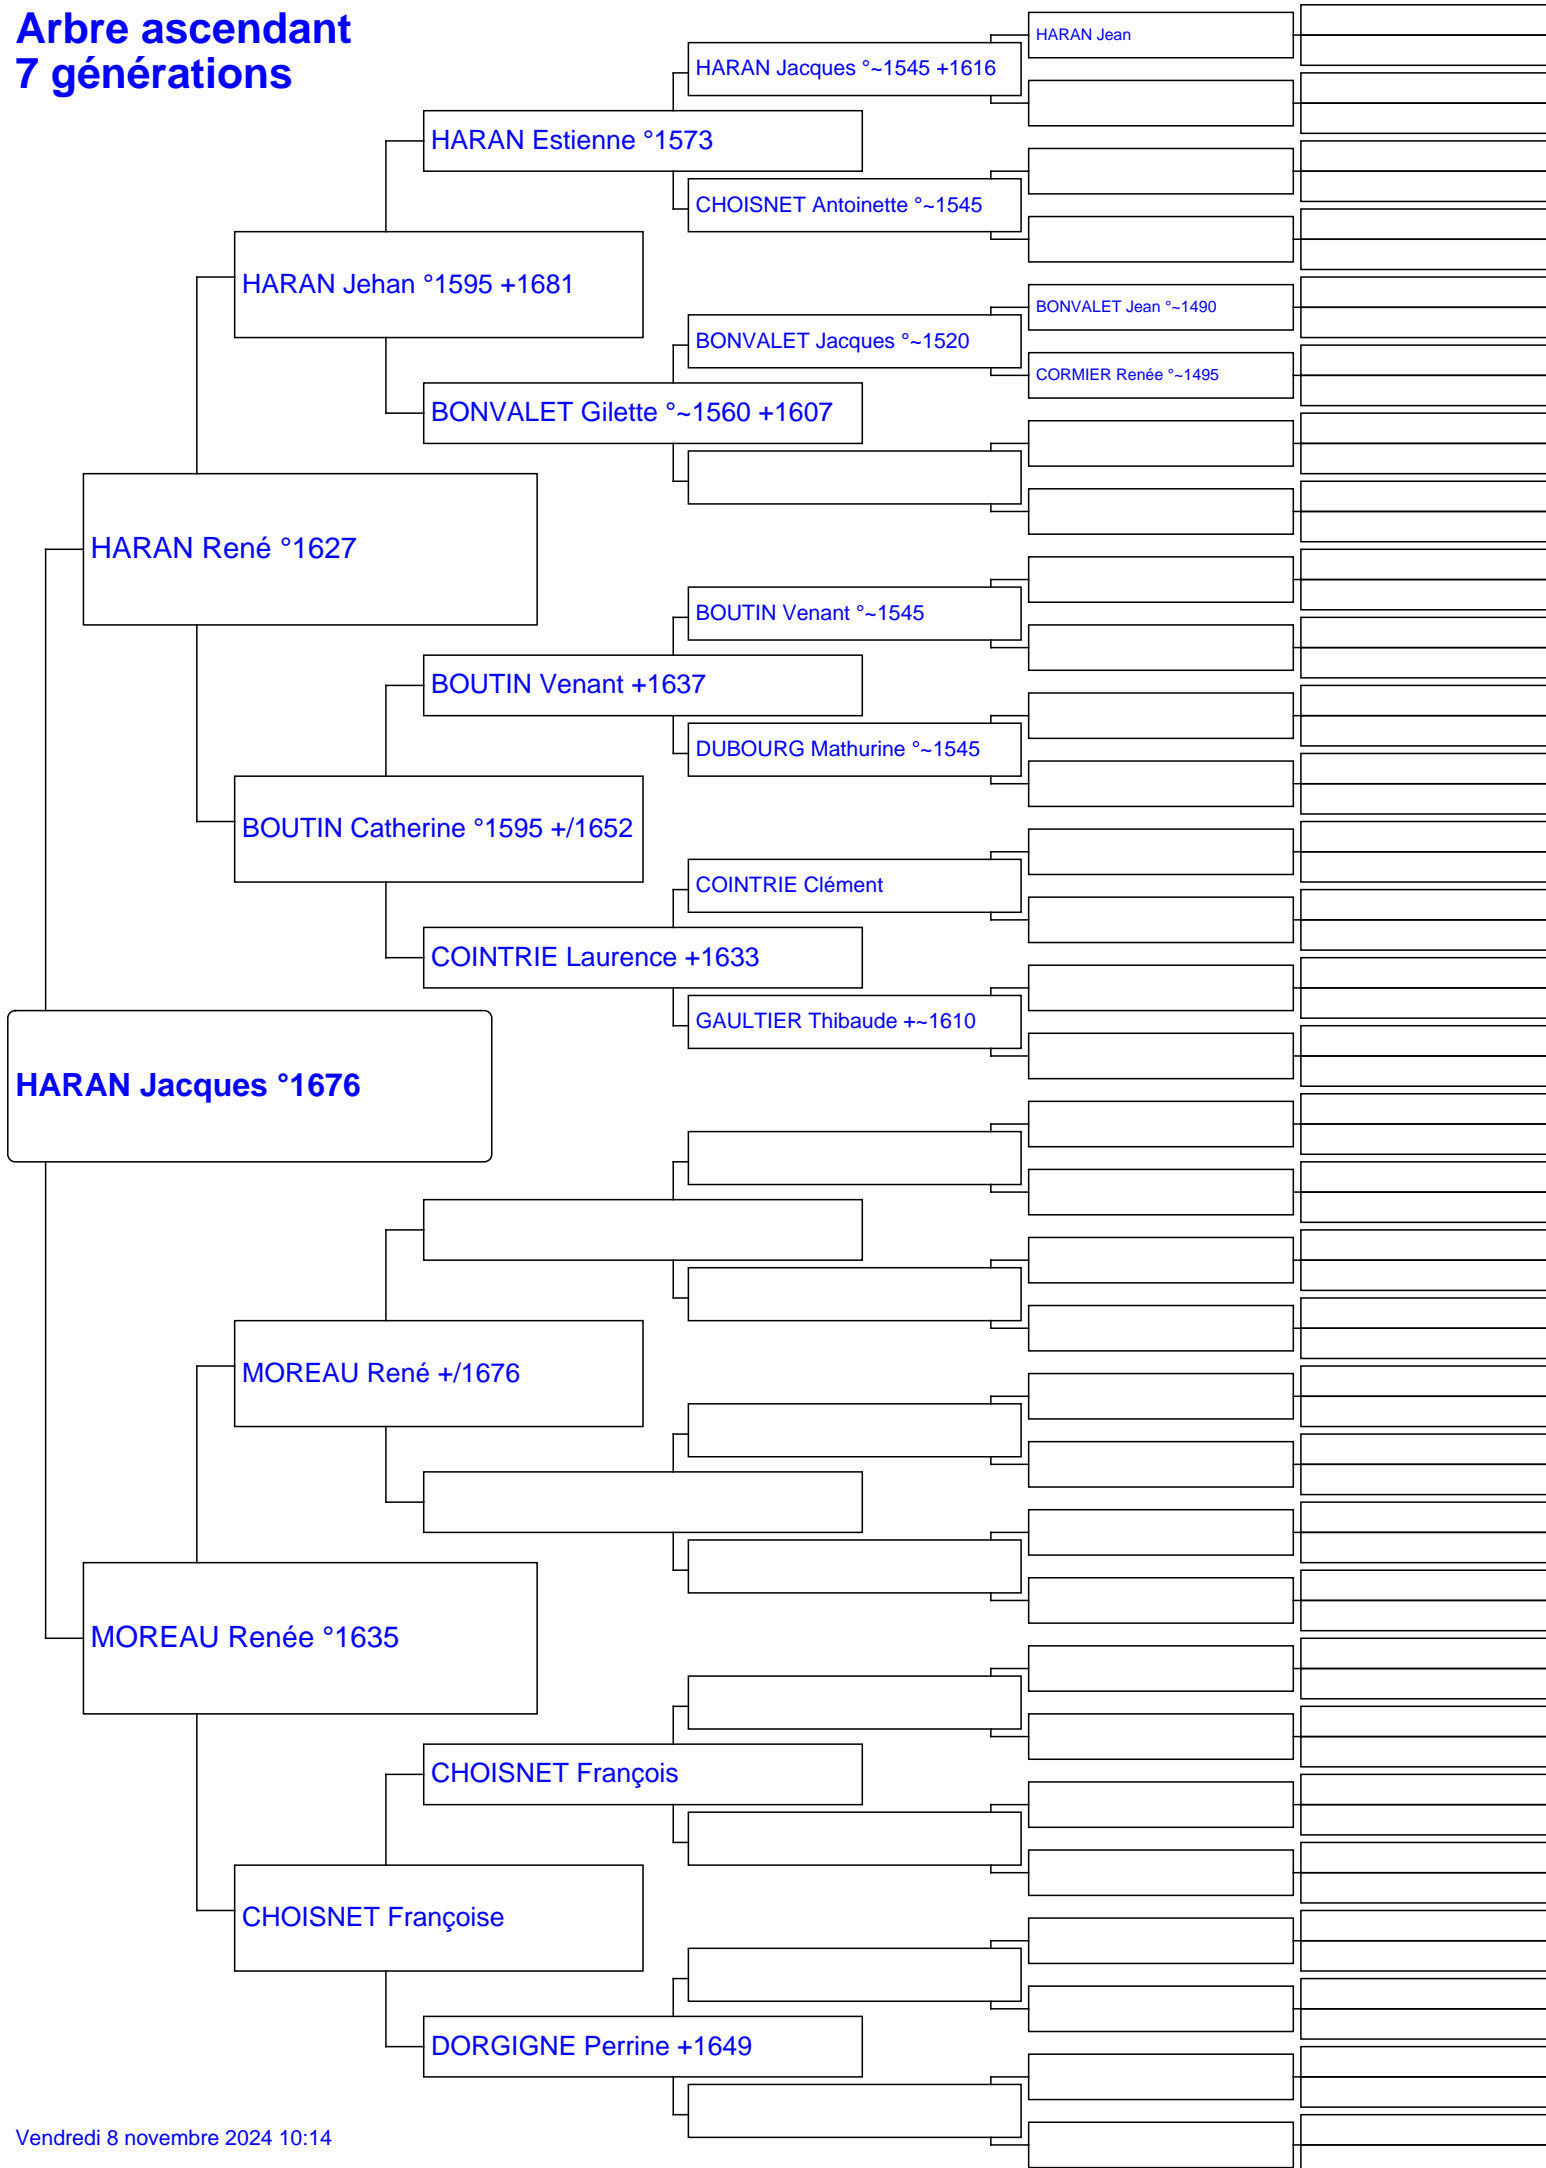 Arbre ascendant
7 générations
HARAN Jean
HARAN Jacques °~1545 +1616
HARAN Estienne °1573
CHOISNET Antoinette °~1545
HARAN Jehan °1595 +1681
BONVALET Jean °~1490
BONVALET Jacques °~1520
CORMIER Renée °~1495
BONVALET Gilette °~1560 +1607
HARAN René °1627
BOUTIN Venant °~1545
BOUTIN Venant +1637
DUBOURG Mathurine °~1545
BOUTIN Catherine °1595 +/1652
COINTRIE Clément
COINTRIE Laurence +1633
GAULTIER Thibaude +~1610
HARAN Jacques °1676
MOREAU René +/1676
MOREAU Renée °1635
CHOISNET François
CHOISNET Françoise
DORGIGNE Perrine +1649
Vendredi 8 novembre 2024 10:14